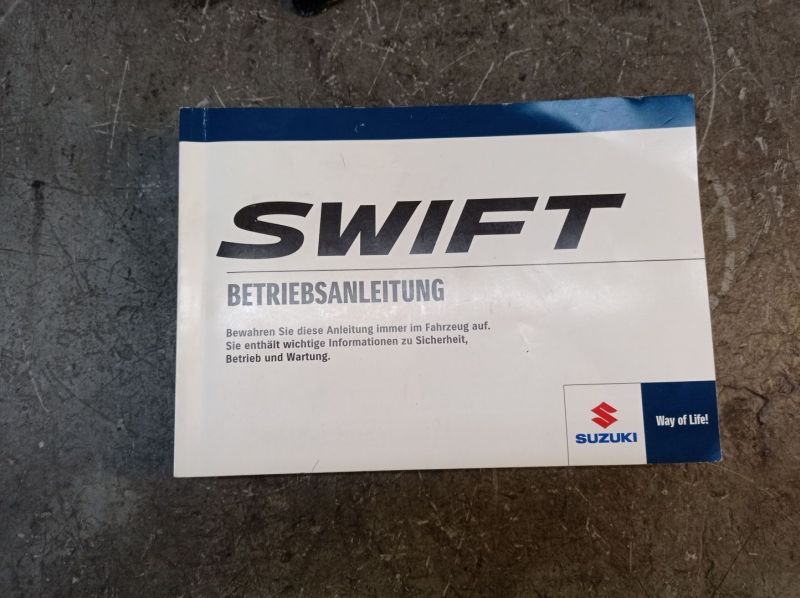 SWIFT
BETRIEBSANLEITUNG
Bewahren Sie diese Anleitung immer im Fahrzeug auf.
Sie enthält wichtige Informationen zu Sicherheit,
Betrieb und Wartung.
SUZUKI
Way of Life!